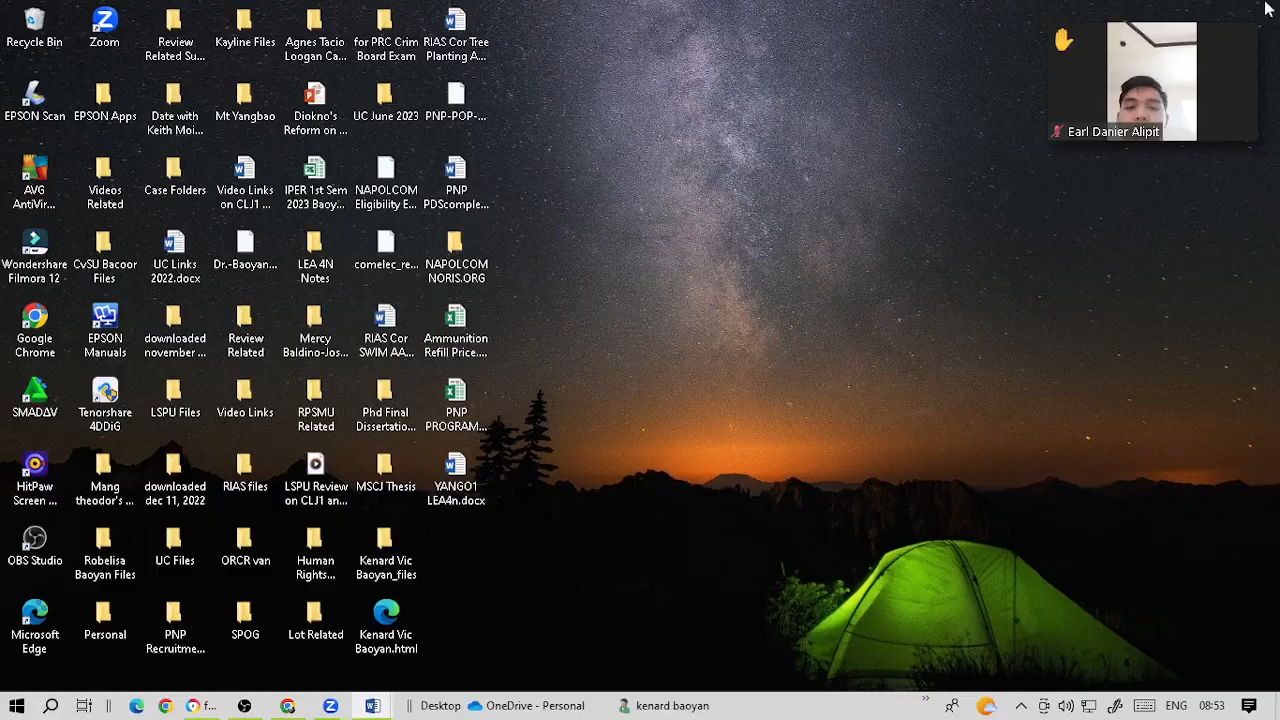 Recycle Bin
Zoom
Review
Related Su...
Kayline Files
Agnes Tacio
Loogan Ca...
for PRC Crim
Board Exam
RIAS Cor Tree
Planting A...
EPSON Scan
EPSON Apps
Date with
Keith Moi...
Mt Yangbao
Diokno's
Reform on ...
UC June 2023
PNP-POP-...
AVG
AntiVir...
Videos
Related
Case Folders
Video Links
on CLJ1 ...
IPER 1st Sem
2023 Baoy...
NAPOLCOM
Eligibility E...
PNP
PDScomple...
Wondershare
Filmora 12
CvSU Bacoor
Files
UC Links
2022.docx
Dr.-Baoyan...
LEA 4N
Notes
comelec_re...
NAPOLCOM
NORIS.ORG
Google
Chrome
EPSON
Manuals
downloaded
november ...
Review
Related
Mercy
Baldino-Jos...
RIAS Cor
SWIM AA...
Ammunition
Refill Price...
SMADΔV
Tenorshare
4DDiG
LSPU Files
Video Links
RPSMU
Related
Phd Final
Dissertatio...
PNP
PROGRAM...
HitPaw
Screen ...
Mang
theodor's ...
downloaded
dec 11, 2022
RIAS files
LSPU Review
on CLJ1 an...
MSCJ Thesis
YANGO1
LEA4n.docx
OBS Studio
Robelisa
Baoyan Files
UC Files
ORCR van
Human
Rights...
Kenard Vic
Baoyan_files
Microsoft
Edge
Personal
PNP
Recruitme...
SPOG
Lot Related
Kenard Vic
Baoyan.html
Earl Danier Alipit
f...
Desktop
OneDrive - Personal
kenard baoyan
ENG
08:53